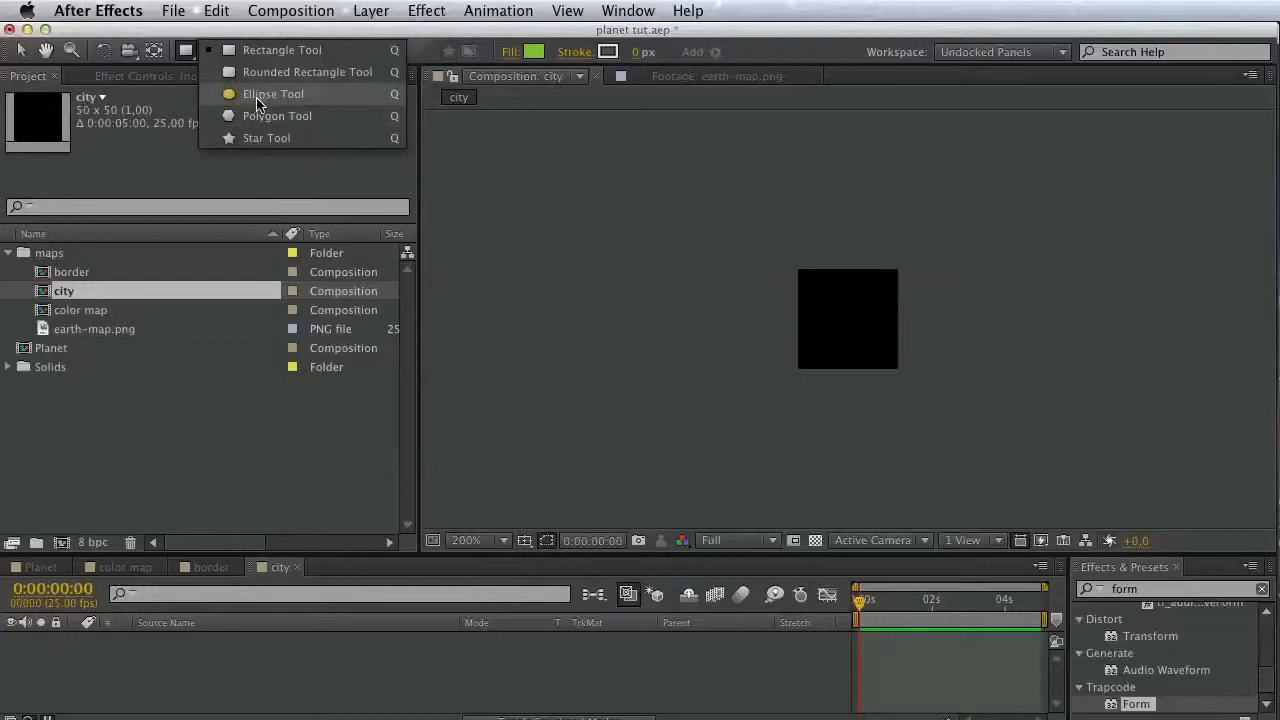 After Effects File Edit Composition Layer Effect Animation View Window Help
planet tut.aep *
Fill: Stroke: 0 px Add:
Workspace: Undocked Panels Search Help
Rectangle Tool Q
Rounded Rectangle Tool Q
Ellipse Tool Q
Polygon Tool Q
Star Tool Q
Project Effect Controls: (no
Composition: city Footage: earth-map.png
city
50 x 50 (1,00)
Δ 0:00:05:00, 25,00 fp
city
Name Type Size
maps Folder
border Composition
city Composition
color map Composition
earth-map.png PNG file 25
Planet Composition
Solids Folder
8 bpc
200% 0:00:00:00 Full Active Camera 1 View +0,0
Planet color map border city
0:00:00:00
00000 (25.00 fps)
Source Name Mode T TrkMat Parent Stretch
0s 02s 04s
Effects & Presets
form
Distort
Transform
Generate
Audio Waveform
Trapcode
Form